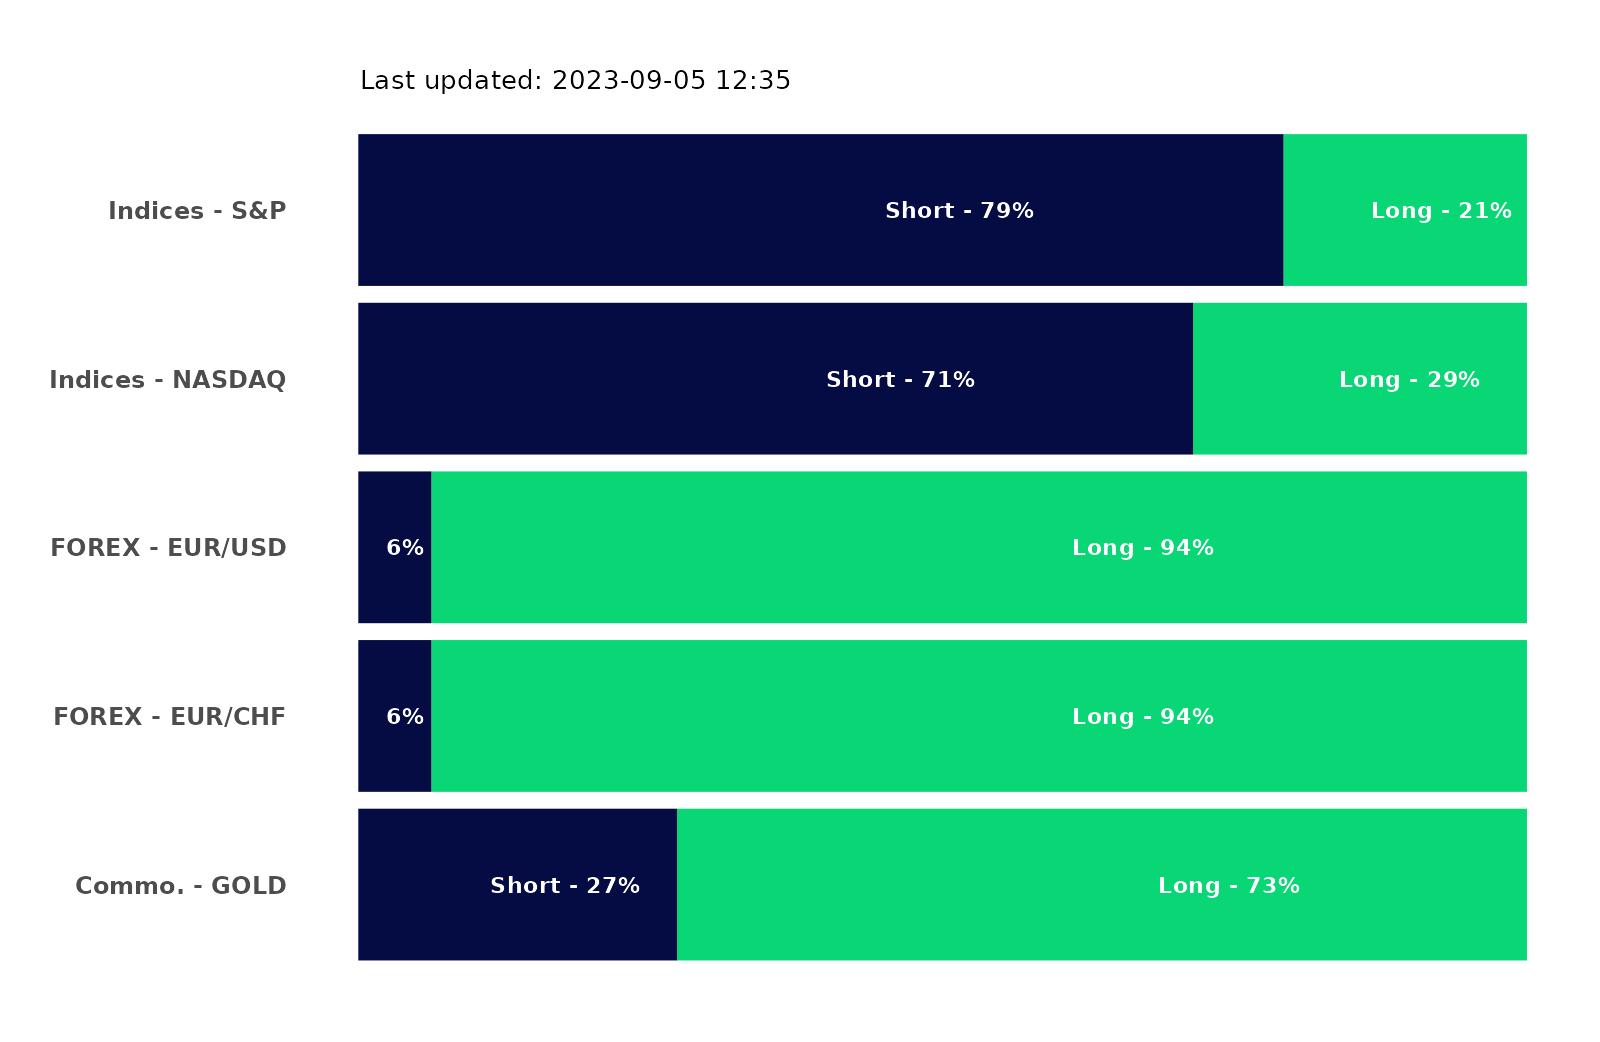 Last updated: 2023-09-05 12:35
Indices - S&P Short - 79% Long - 21%
Indices - NASDAQ Short - 71% Long - 29%
FOREX - EUR/USD 6% Long - 94%
FOREX - EUR/CHF 6% Long - 94%
Commo. - GOLD Short - 27% Long - 73%